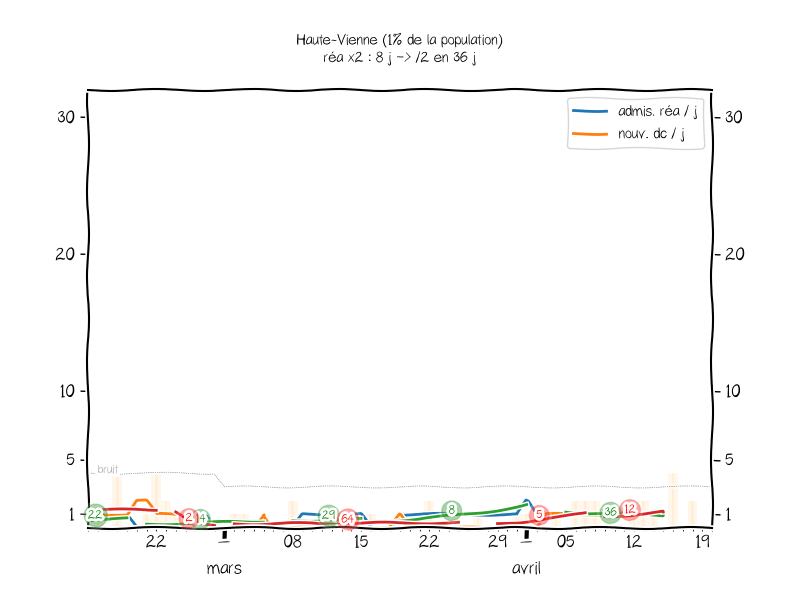 Haute-Vienne (1% de la population)
réa x2 : 8 j -> /2 en 36 j
admis. réa / j
nouv. dc / j
30 30
20 20
10 10
5 5
bruit
1 1
22 2 4 29 64 8 5 36 12
22 1 08 15 22 29 1 05 12 19
mars avril